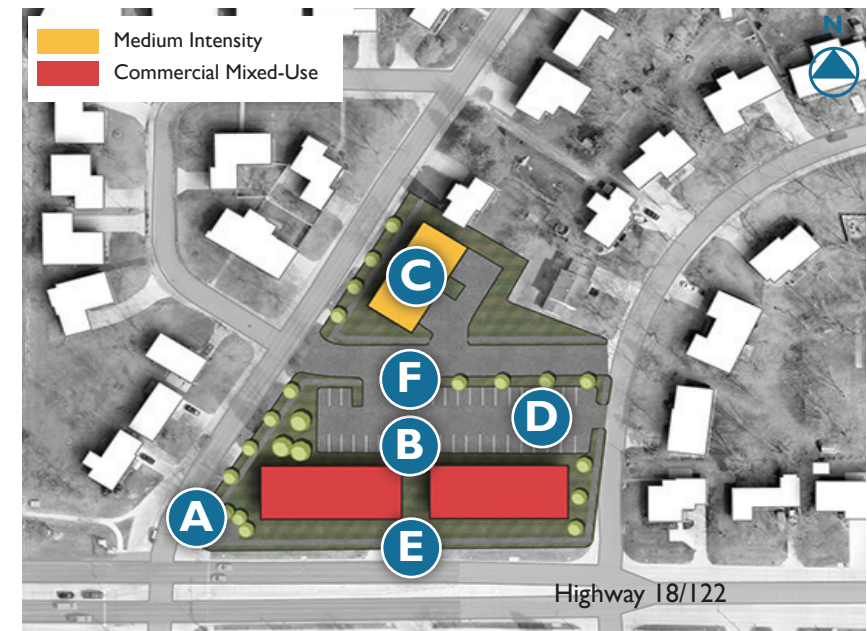 Medium Intensity
Commercial Mixed-Use
N
C
F
D
B
A
E
Highway 18/122